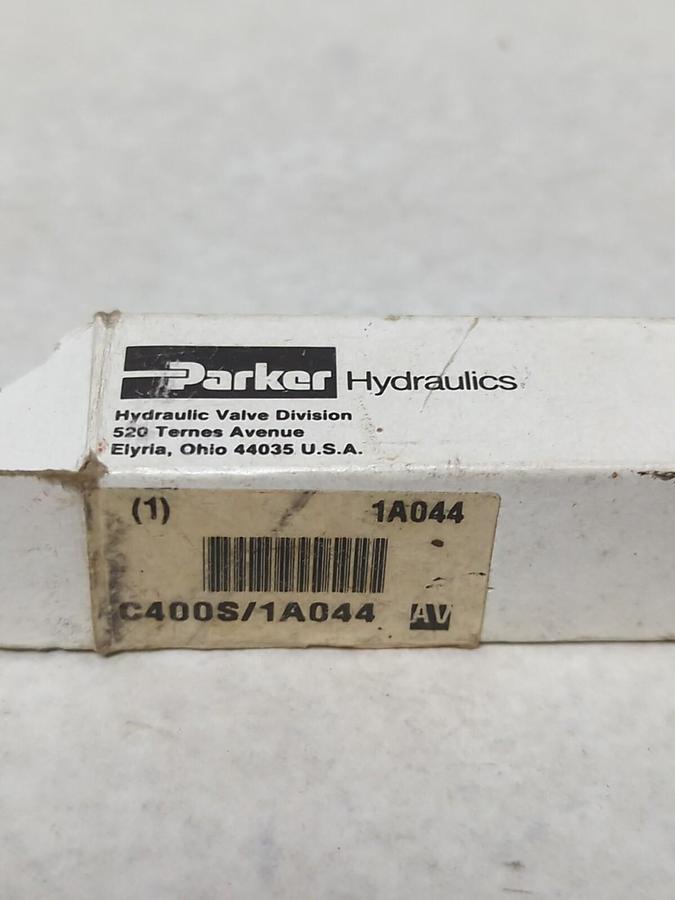 Parker Hydraulics
Hydraulic Valve Division
520 Ternes Avenue
Elyria, Ohio 44035 U.S.A.
(1) 1A044
C400S/1A044 AV